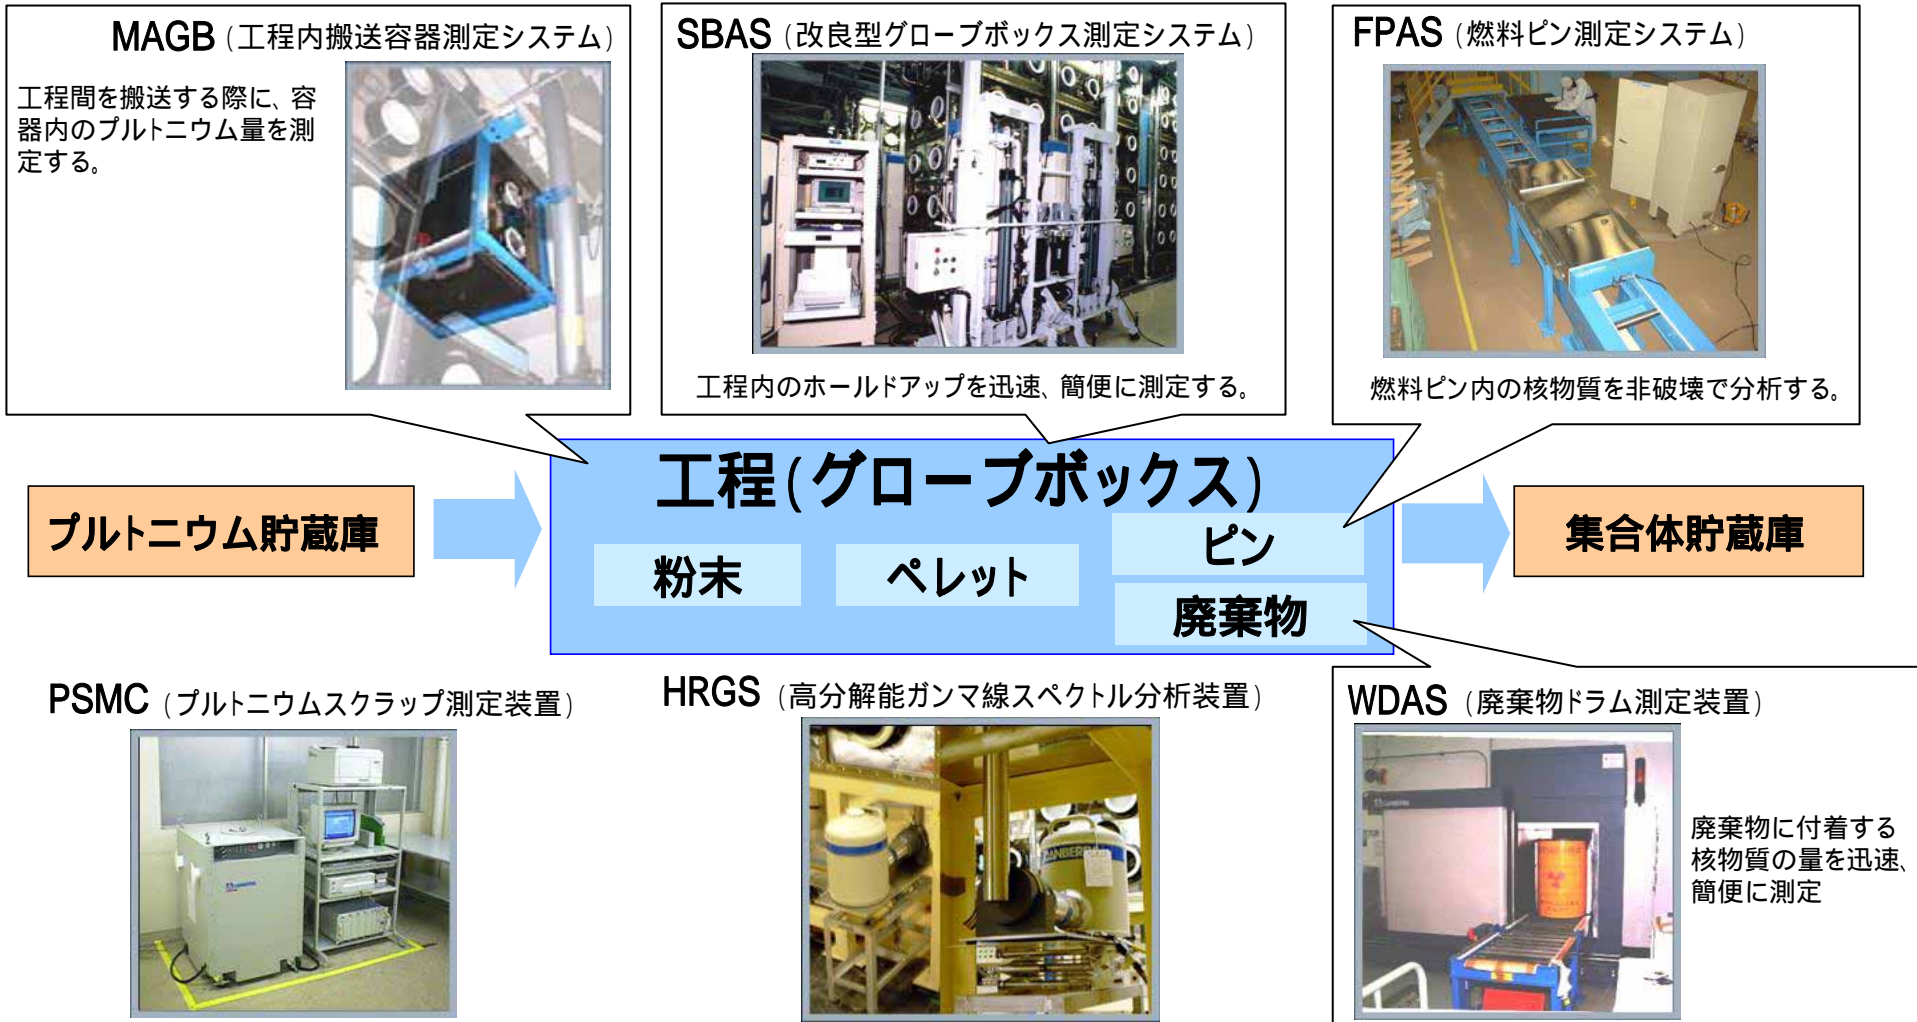 MAGB (工程内搬送容器測定システム)
工程間を搬送する際に、容
器内のプルトニウム量を測
定する。
SBAS (改良型グローブボックス測定システム)
工程内のホールドアップを迅速、簡便に測定する。
FPAS (燃料ピン測定システム)
燃料ピン内の核物質を非破壊で分析する。
プルトニウム貯蔵庫
工程(グローブボックス)
粉末
ペレット
ピン
廃棄物
集合体貯蔵庫
PSMC (プルトニウムスクラップ測定装置)
HRGS (高分解能ガンマ線スペクトル分析装置)
WDAS (廃棄物ドラム測定装置)
廃棄物に付着する
核物質の量を迅速、
簡便に測定